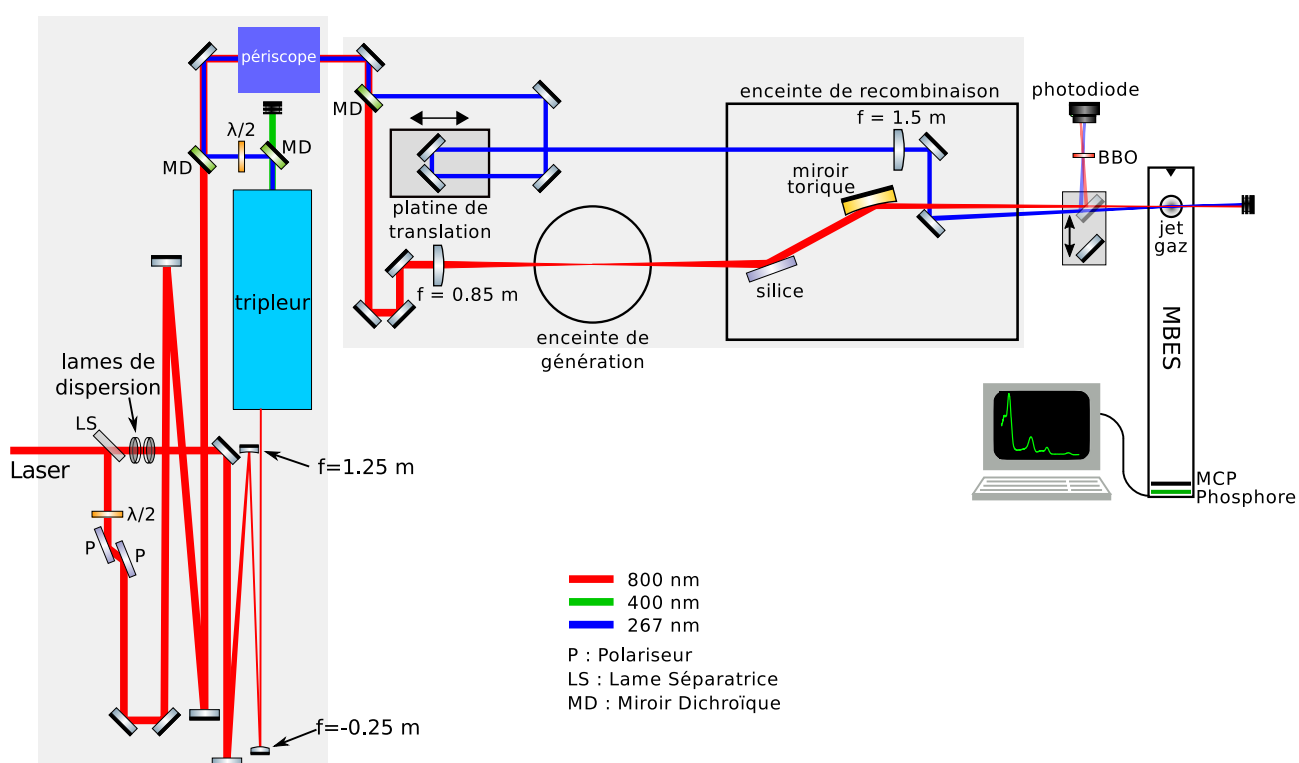 périscope
MD
λ/2
MD
MD
tripleur
platine de
translation
f = 0.85 m
enceinte de
génération
enceinte de recombinaison
f = 1.5 m
miroir
torique
silice
photodiode
BBO
jet
gaz
MBES
MCP
Phosphore
lames de
dispersion
LS
Laser
λ/2
P
P
f=1.25 m
f=-0.25 m
800 nm
400 nm
267 nm
P : Polariseur
LS : Lame Séparatrice
MD : Miroir Dichroïque